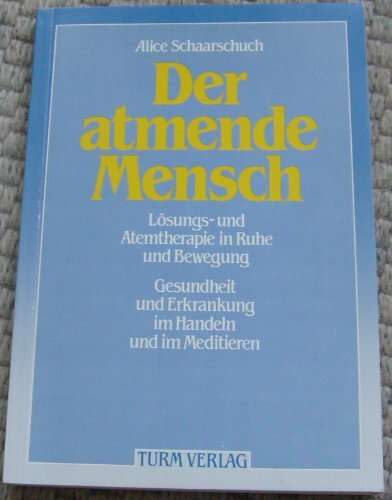 Alice Schaarschuch
Der
atmende
Mensch
Lösungs- und
Atemtherapie in Ruhe
und Bewegung
Gesundheit
und Erkrankung
im Handeln
und im Meditieren
TURM VERLAG